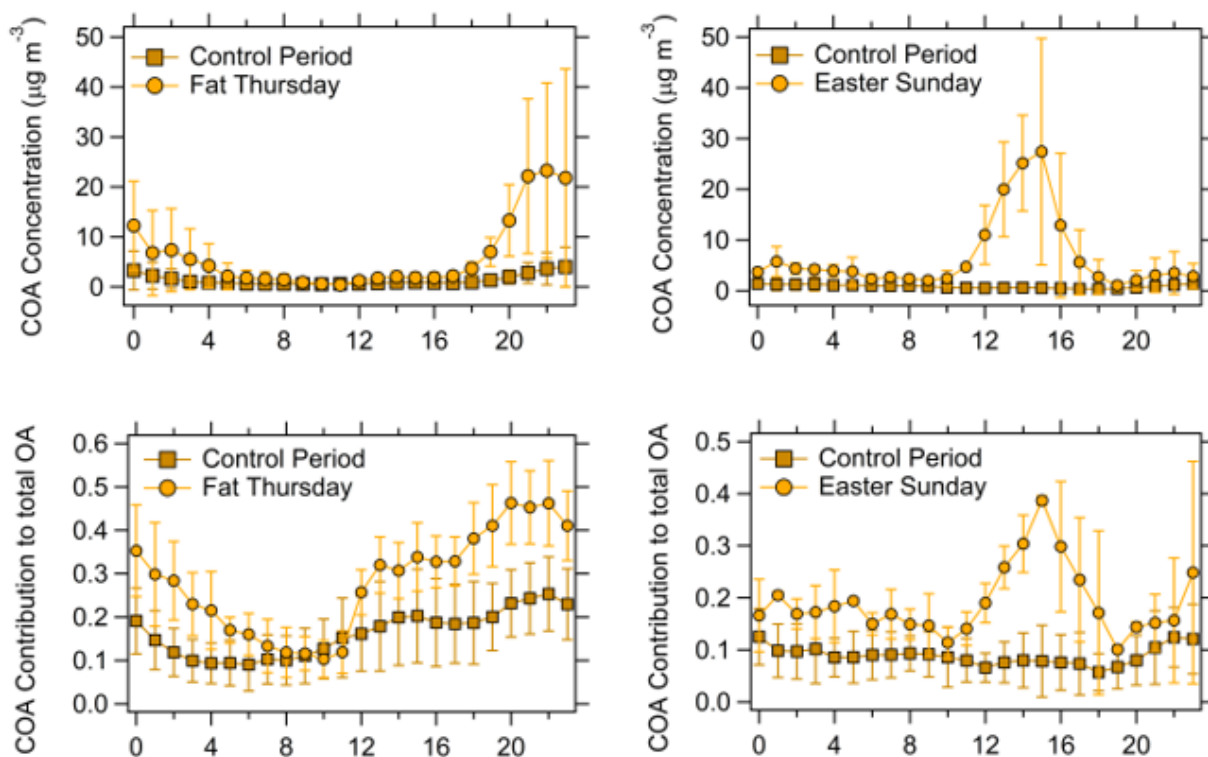 COA Concentration (µg m⁻³)
50
40
30
20
10
0
Control Period
Fat Thursday
0 4 8 12 16 20
COA Concentration (µg m⁻³)
50
40
30
20
10
0
Control Period
Easter Sunday
0 4 8 12 16 20
COA Contribution to total OA
0.6
0.5
0.4
0.3
0.2
0.1
0.0
Control Period
Fat Thursday
0 4 8 12 16 20
COA Contribution to total OA
0.5
0.4
0.3
0.2
0.1
0.0
Control Period
Easter Sunday
0 4 8 12 16 20